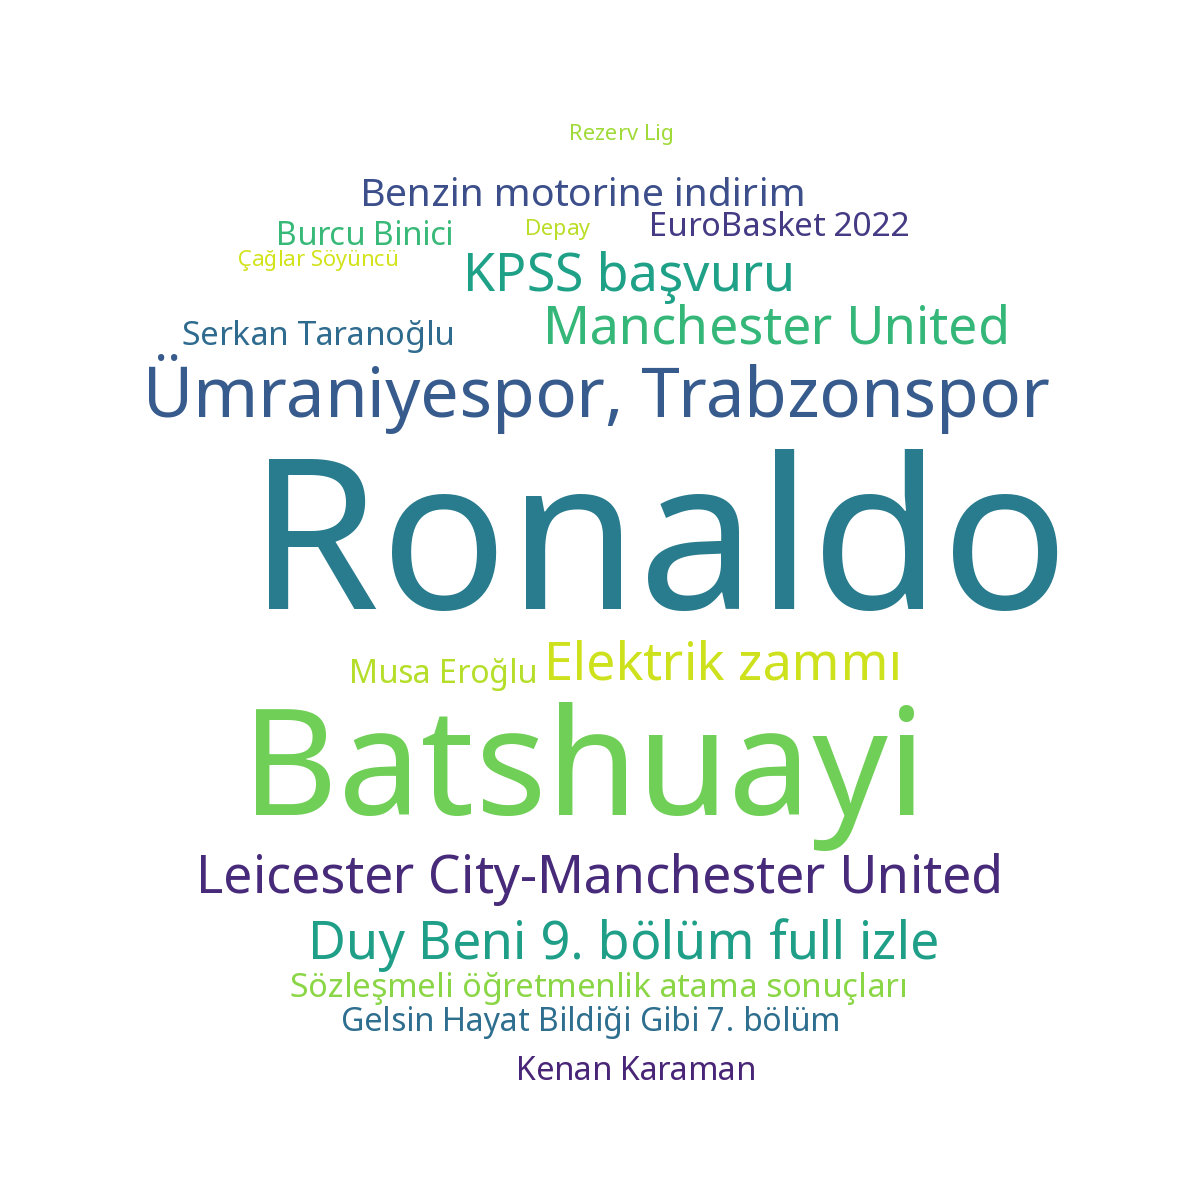 Rezerv Lig
Benzin motorine indirim
Burcu Binici
Depay
EuroBasket 2022
Çağlar Söyüncü
KPSS başvuru
Serkan Taranoğlu
Manchester United
Ümraniyespor, Trabzonspor
Ronaldo
Musa Eroğlu
Elektrik zammı
Batshuayi
Leicester City-Manchester United
Duy Beni 9. bölüm full izle
Sözleşmeli öğretmenlik atama sonuçları
Gelsin Hayat Bildiği Gibi 7. bölüm
Kenan Karaman